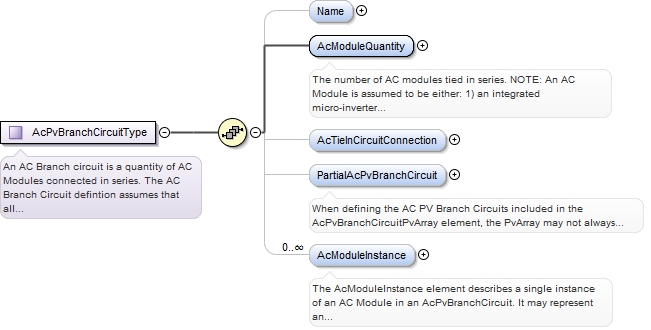 Name
AcModuleQuantity
The number of AC modules tied in series. NOTE: An AC
Module is assumed to be either: 1) an integrated
micro-inverter...
AcPvBranchCircuitType
An AC Branch circuit is a quantity of AC
Modules connected in series. The AC
Branch Circuit defintion assumes that
all...
AcTieInCircuitConnection
PartialAcPvBranchCircuit
When defining the AC PV Branch Circuits included in the
AcPvBranchCircuitPvArray element, the PvArray may not always...
0..∞
AcModuleInstance
The AcModuleInstance element describes a single instance
of an AC Module in an AcPvBranchCircuit. It may represent
an...